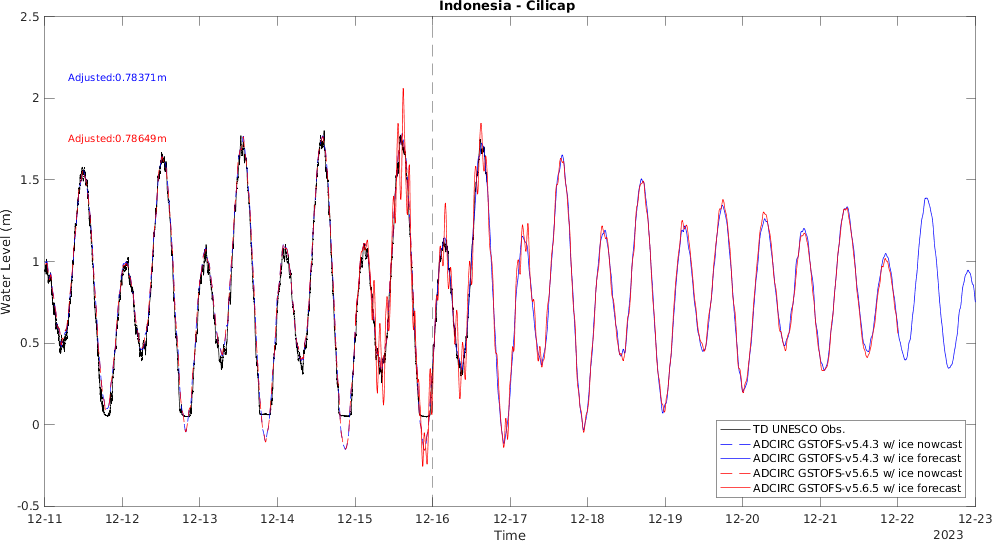 Indonesia - Cilicap
2.5
2
1.5
1
0.5
0
-0.5
Water Level (m)
Adjusted:0.78371m
Adjusted:0.78649m
TD UNESCO Obs.
ADCIRC GSTOFS-v5.4.3 w/ ice nowcast
ADCIRC GSTOFS-v5.4.3 w/ ice forecast
ADCIRC GSTOFS-v5.6.5 w/ ice nowcast
ADCIRC GSTOFS-v5.6.5 w/ ice forecast
12-11 12-12 12-13 12-14 12-15 12-16 12-17 12-18 12-19 12-20 12-21 12-22 12-23
Time
2023